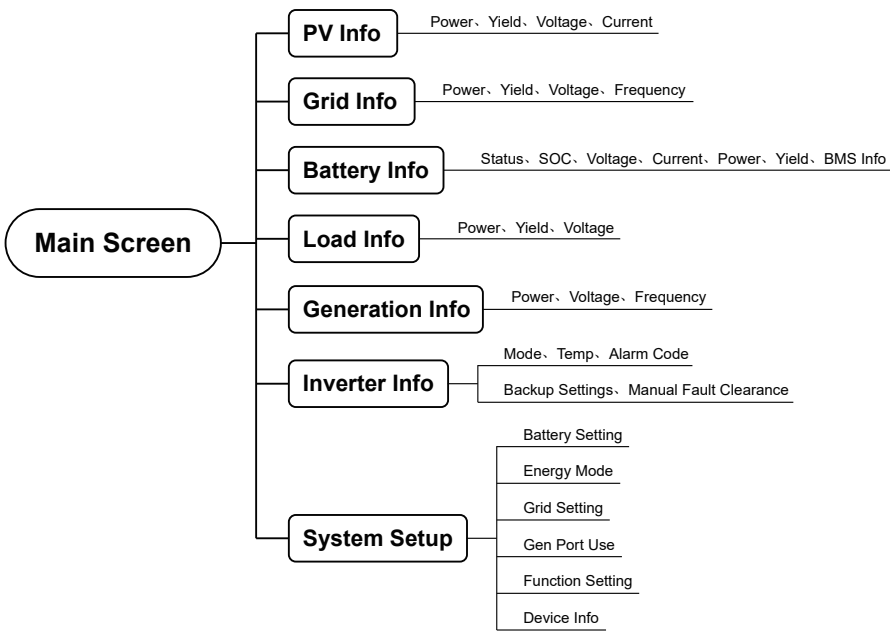 Main Screen
PV Info
Power、Yield、Voltage、Current
Grid Info
Power、Yield、Voltage、Frequency
Battery Info
Status、SOC、Voltage、Current、Power、Yield、BMS Info
Load Info
Power、Yield、Voltage
Generation Info
Power、Voltage、Frequency
Inverter Info
Mode、Temp、Alarm Code
Backup Settings、Manual Fault Clearance
System Setup
Battery Setting
Energy Mode
Grid Setting
Gen Port Use
Function Setting
Device Info